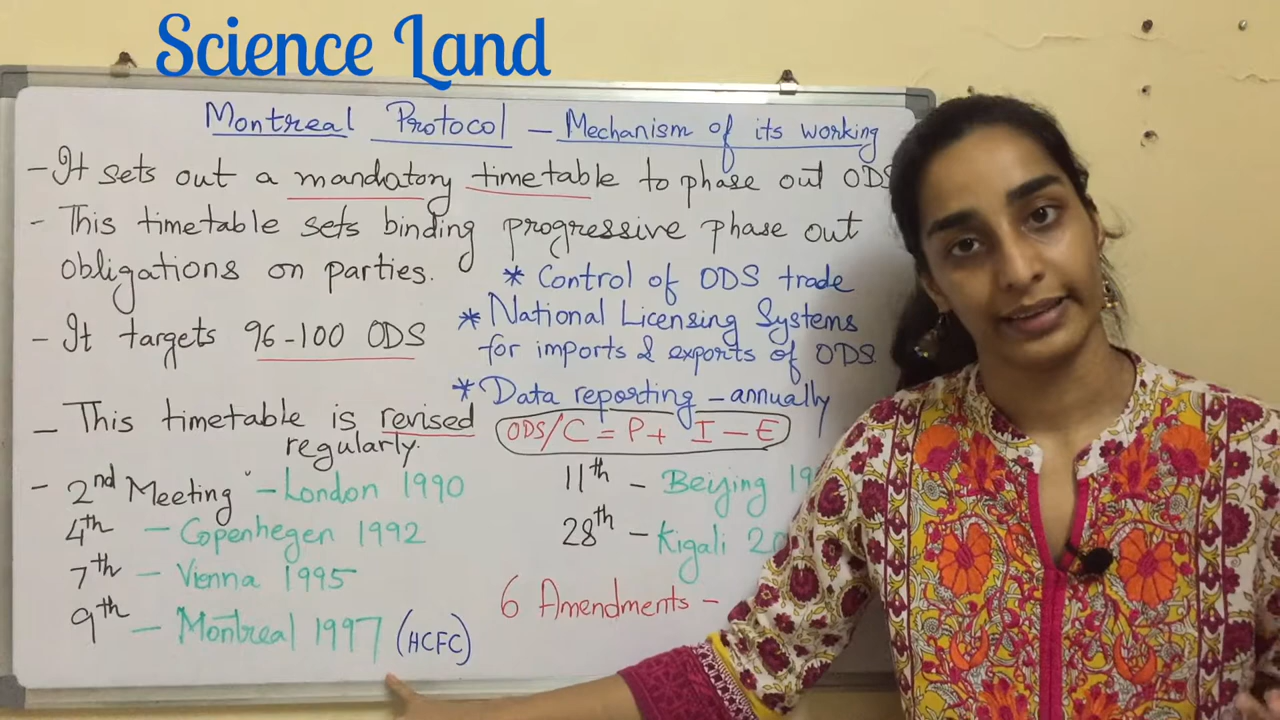 Science Land
Montreal Protocol - Mechanism of its working
- It sets out a mandatory timetable to phase out ODS
- This timetable sets binding progressive phase out
obligations on parties.
* Control of ODS trade
- It targets 96-100 ODS
* National Licensing Systems
for imports & exports of ODS
* Data reporting - annually
- This timetable is revised
regularly.
ODS/C = P + I - E
- 2nd Meeting - London 1990
4th - Copenhegen 1992
7th - Vienna 1995
9th - Montreal 1997 (HCFC)
11th - Beijing
28th - Kigali
6 Amendments -